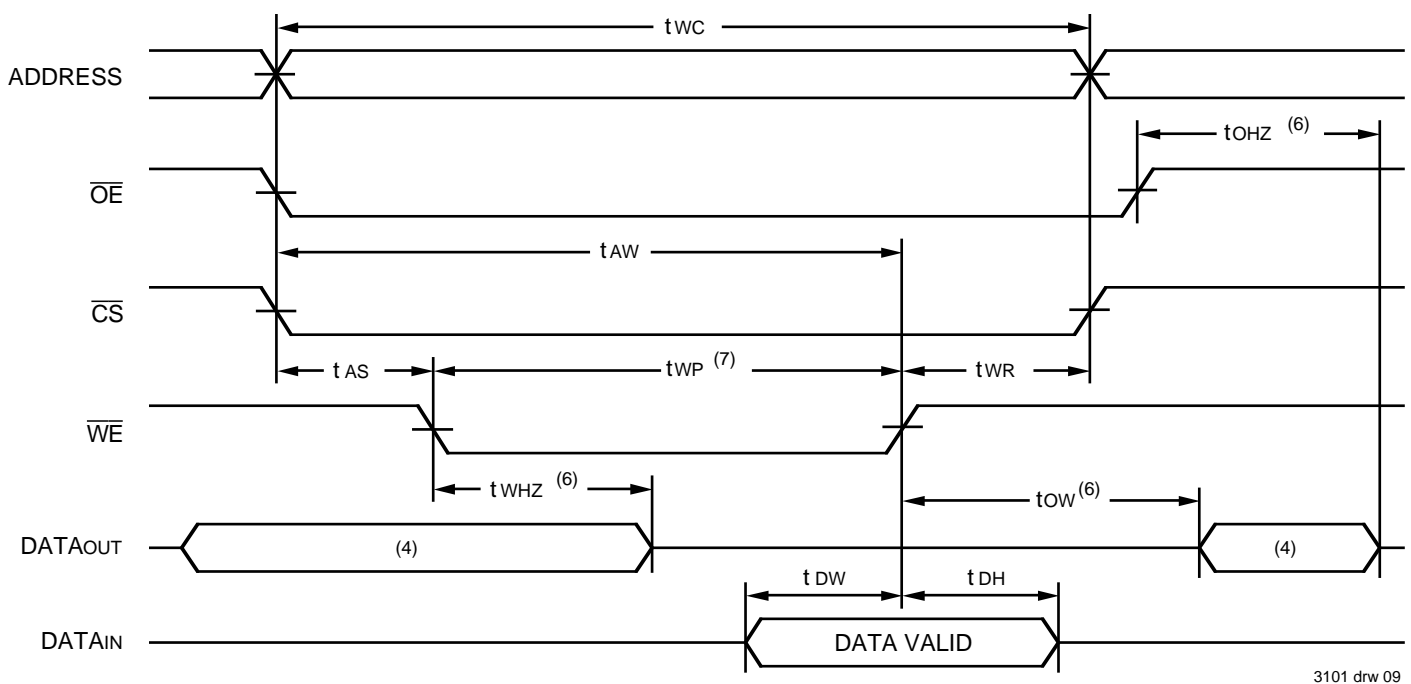 tWC
ADDRESS
tOHZ (6)
OE
tAW
CS
tAS
tWP (7)
tWR
WE
tWHZ (6)
tOW (6)
DATAOUT
(4)
(4)
tDW
tDH
DATAIN
DATA VALID
3101 drw 09